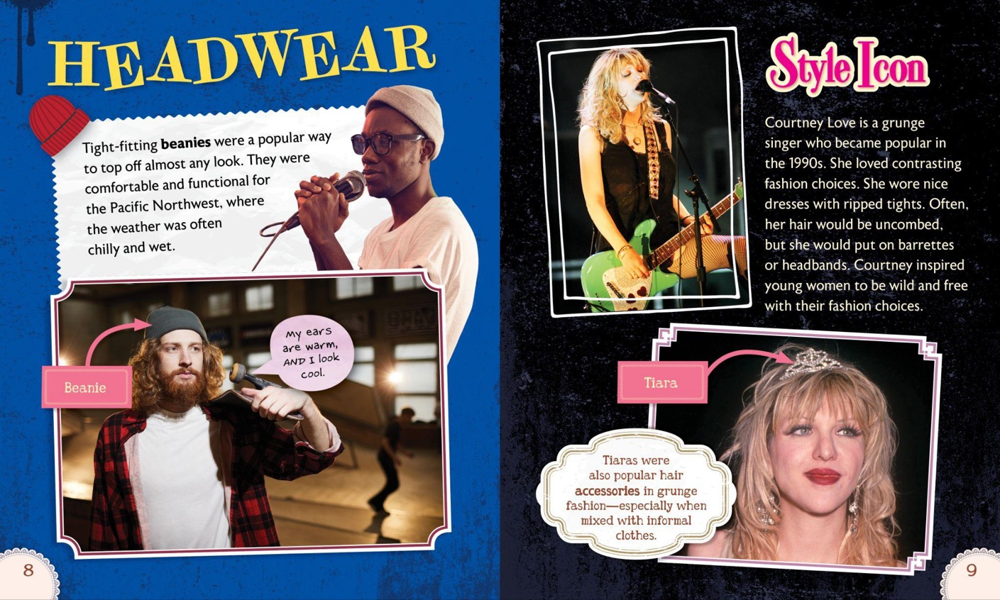 HEADWEAR
Tight-fitting beanies were a popular way
to top off almost any look. They were
comfortable and functional for
the Pacific Northwest, where
the weather was often
chilly and wet.
My ears
are warm,
AND I look
cool.
Beanie
8
Style Icon
Courtney Love is a grunge
singer who became popular in
the 1990s. She loved contrasting
fashion choices. She wore nice
dresses with ripped tights. Often,
her hair would be uncombed,
but she would put on barrettes
or headbands. Courtney inspired
young women to be wild and free
with their fashion choices.
Tiara
Tiaras were
also popular hair
accessories in grunge
fashion—especially when
mixed with informal
clothes.
9